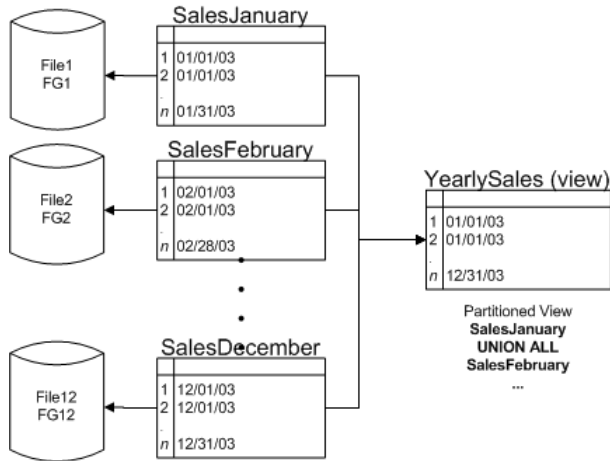 SalesJanuary
File1
FG1
1 01/01/03
2 01/01/03
.
n 01/31/03
SalesFebruary
File2
FG2
1 02/01/03
2 02/01/03
.
n 02/28/03
YearlySales (view)
1 01/01/03
2 01/01/03
.
n 12/31/03
Partitioned View
SalesJanuary
UNION ALL
SalesFebruary
...
SalesDecember
File12
FG12
1 12/01/03
2 12/01/03
.
n 12/31/03